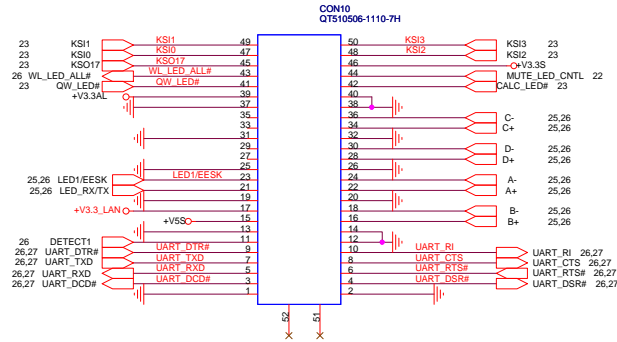 CON10
QT510506-1110-7H
23 KSI1 KSI1 49 50 KSI3 KSI3 23
23 KSI0 KSI0 47 48 KSI2 KSI2 23
23 KSO17 KSO17 45 46 +V3.3S
26 WL_LED_ALL# WL_LED_ALL# 43 44 MUTE_LED_CNTL 22
23 QW_LED# QW_LED# 41 42 CALC_LED# 23
+V3.3AL 39 40
37 38
35 36 C- 25,26
33 34 C+ 25,26
31 32
29 30 D- 25,26
27 28 D+ 25,26
25 26
25,26 LED1/EESK LED1/EESK 23 24 A- 25,26
25,26 LED_RX/TX 21 22 A+ 25,26
19 20
+V3.3_LAN 17 18 B- 25,26
+V5S 15 16 B+ 25,26
13 14
26 DETECT1 11 12
26,27 UART_DTR# UART_DTR# 9 10 UART_RI UART_RI 26,27
26,27 UART_TXD UART_TXD 7 8 UART_CTS UART_CTS 26,27
26,27 UART_RXD UART_RXD 5 6 UART_RTS# UART_RTS# 26,27
26,27 UART_DCD# UART_DCD# 3 4 UART_DSR# UART_DSR# 26,27
1 2
52 51